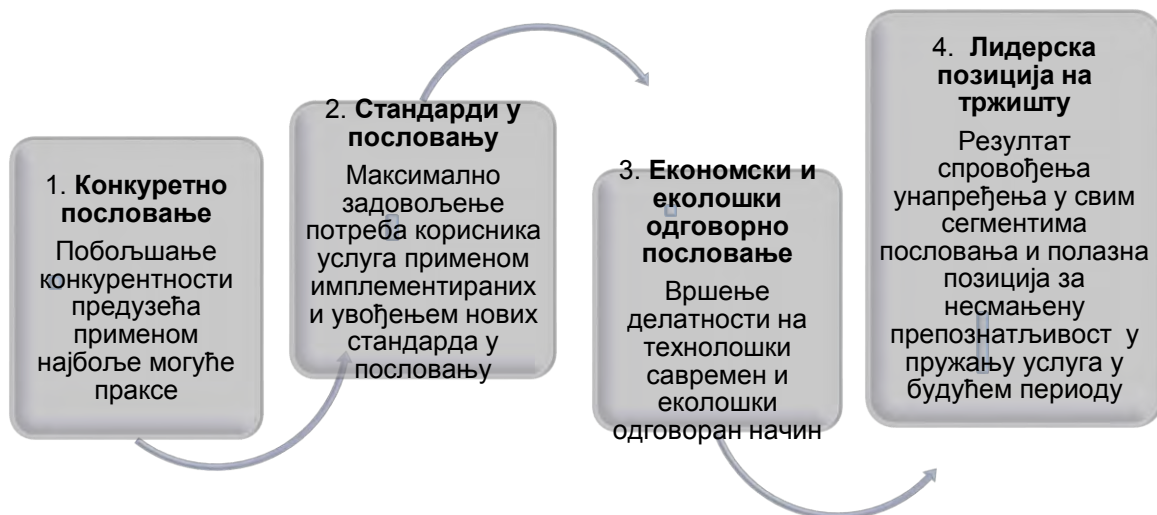 1. Конкуретно
пословање
Побољшање
конкурентности
предузећа
применом
најбоље могуће
праксе
2. Стандарди у
пословању
Максимално
задовољење
потреба корисника
услуга применом
имплементираних
и увођењем нових
стандарда у
пословању
3. Економски и
еколошки
одговорно
пословање
Вршење
делатности на
технолошки
савремен и
еколошки
одговоран начин
4. Лидерска
позиција на
тржишту
Резултат
спровођења
унапређења у свим
сегментима
пословања и полазна
позиција за
несмањену
препознатљивост у
пружању услуга у
будућем периоду